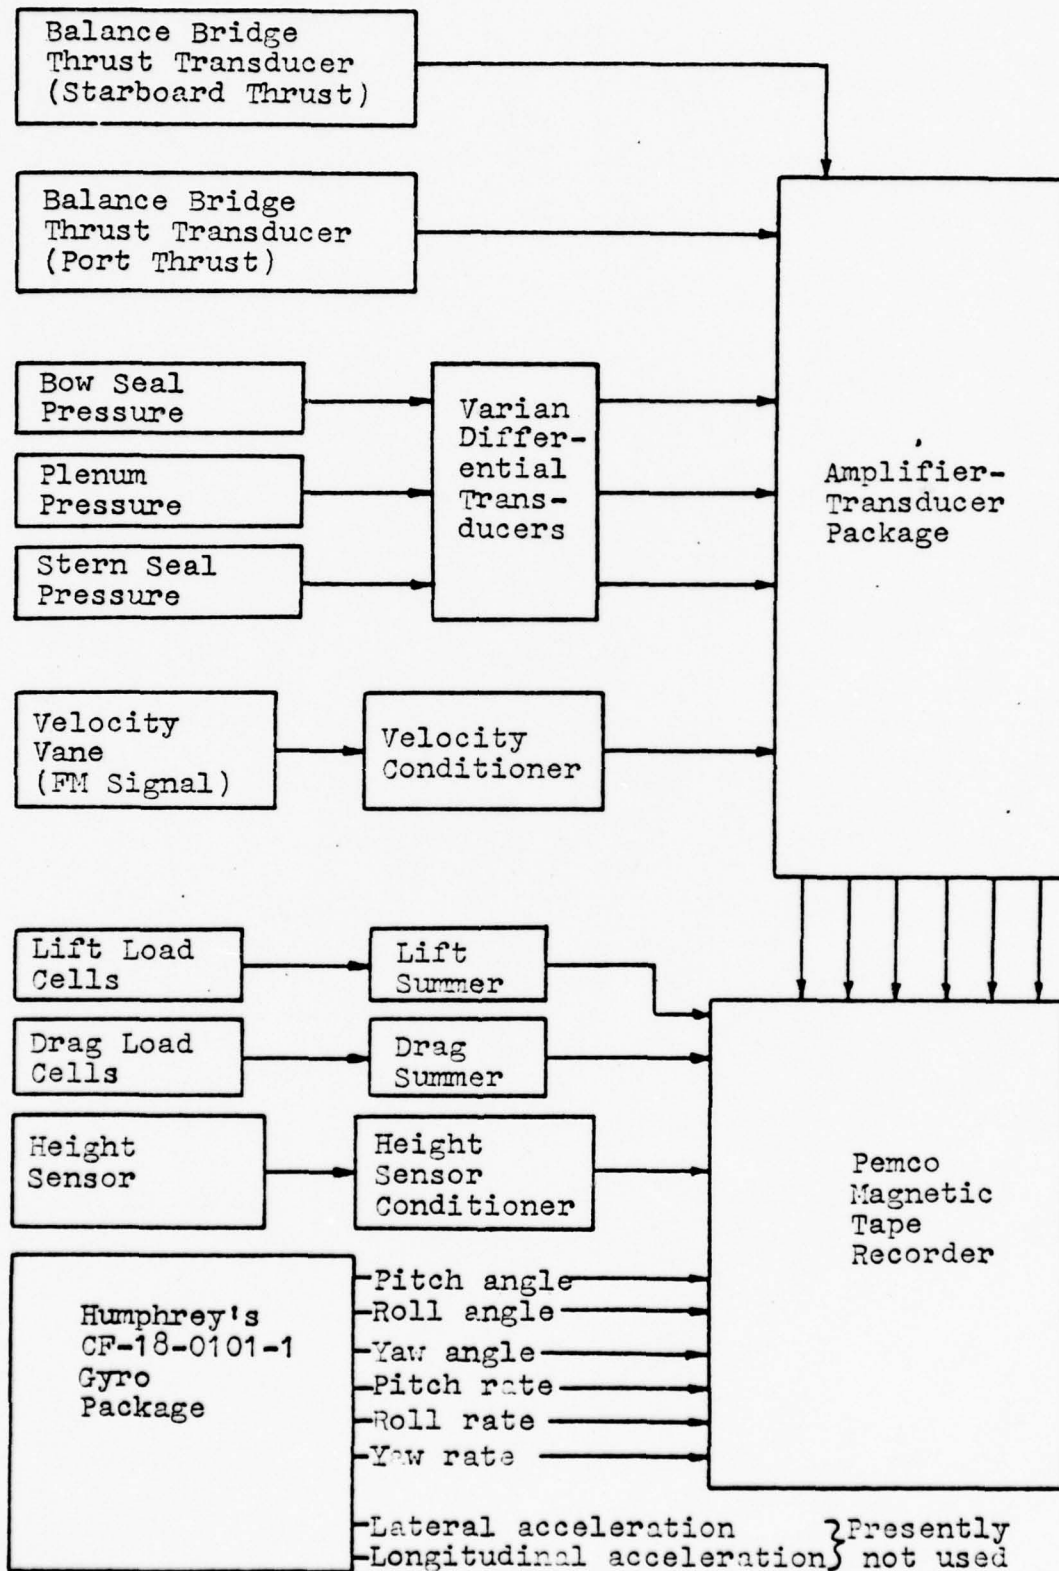 Balance Bridge
Thrust Transducer
(Starboard Thrust)
Balance Bridge
Thrust Transducer
(Port Thrust)
Bow Seal
Pressure
Plenum
Pressure
Stern Seal
Pressure
Varian
Differ-
ential
Trans-
ducers
Amplifier-
Transducer
Package
Velocity
Vane
(FM Signal)
Velocity
Conditioner
Lift Load
Cells
Lift
Summer
Drag Load
Cells
Drag
Summer
Height
Sensor
Height
Sensor
Conditioner
Pemco
Magnetic
Tape
Recorder
Humphrey's
CF-18-0101-1
Gyro
Package
Pitch angle
Roll angle
Yaw angle
Pitch rate
Roll rate
Yaw rate
Lateral acceleration
Longitudinal acceleration
Presently
not used